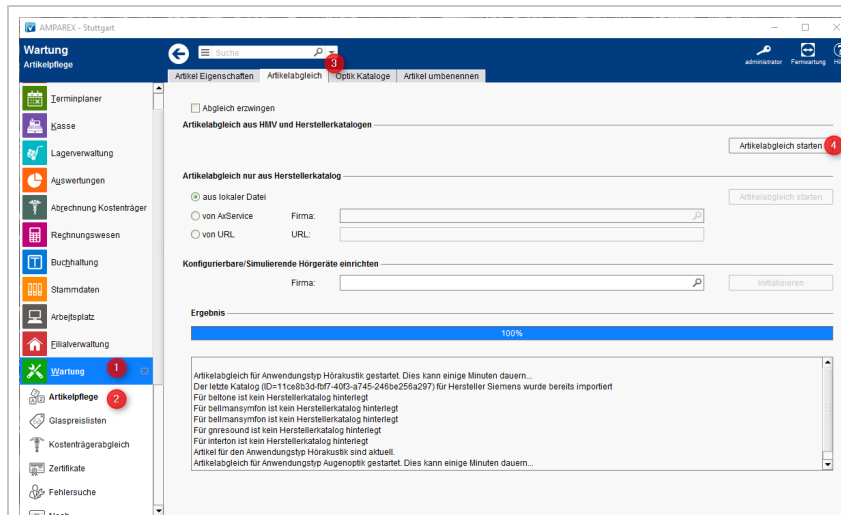 AMPAREX - Stuttgart
Wartung
Artikelpflege
Suche
3
administrator
Fernwartung
Artikel Eigenschaften
Artikelabgleich
Optik Kataloge
Artikel umbenennen
Terminplaner
Kasse
Lagerverwaltung
Auswertungen
Abrechnung Kostenträger
Rechnungswesen
Buchhaltung
Stammdaten
Arbeitsplatz
Filialverwaltung
Wartung 1
Artikelpflege 2
Glaspreislisten
Kostenträgerabgleich
Zertifikate
Fehlersuche
Abgleich erzwingen
Artikelabgleich aus HMV und Herstellerkatalogen
Artikelabgleich starten 4
Artikelabgleich nur aus Herstellerkatalog
aus lokaler Datei
Artikelabgleich starten
von AxService Firma:
von URL URL:
Konfigurierbare/Simulierende Hörgeräte einrichten
Firma:
Initialisieren
Ergebnis
100%
Artikelabgleich für Anwendungstyp Hörakustik gestartet. Dies kann einige Minuten dauern...
Der letzte Katalog (ID=11ce8b3d-fbf7-40f3-a745-246be256a297) für Hersteller Siemens wurde bereits importiert
Für beltone ist kein Herstellerkatalog hinterlegt
Für bellmansymfon ist kein Herstellerkatalog hinterlegt
Für bellmansymfon ist kein Herstellerkatalog hinterlegt
Für gnresound ist kein Herstellerkatalog hinterlegt
Für interton ist kein Herstellerkatalog hinterlegt
Artikel für den Anwendungstyp Hörakustik sind aktuell.
Artikelabgleich für Anwendungstyp Augenoptik gestartet. Dies kann einige Minuten dauern...